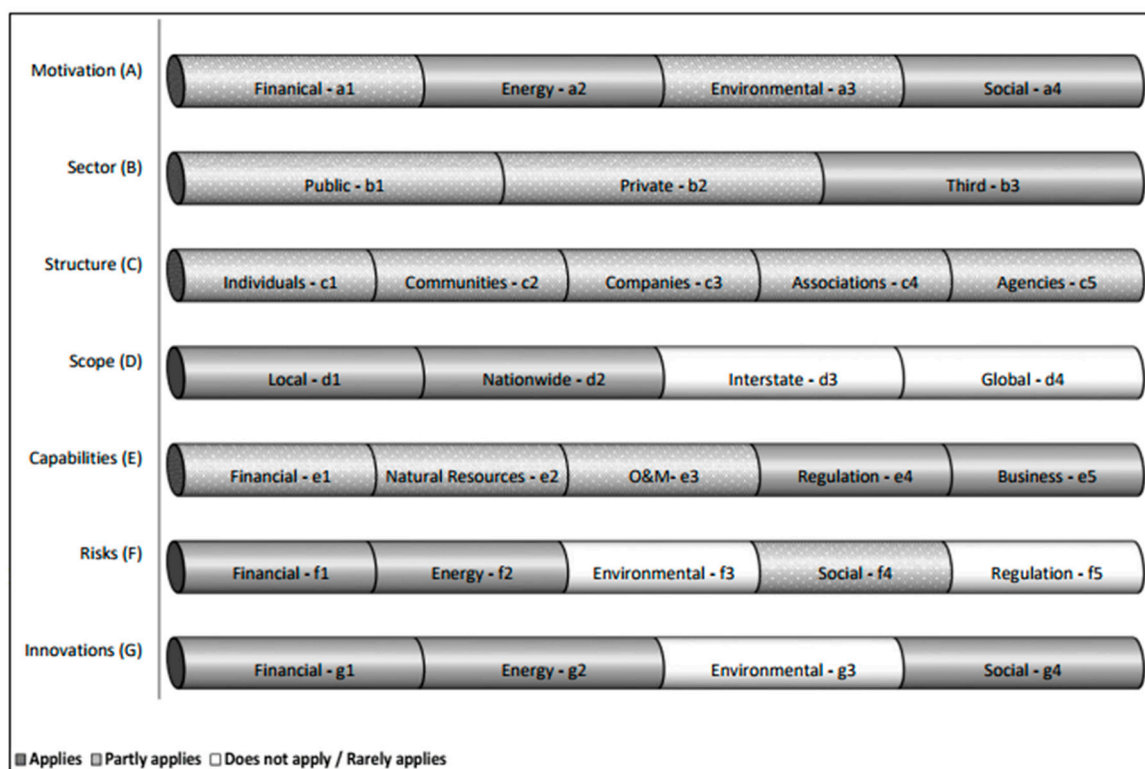 Motivation (A)
Finanical - a1
Energy - a2
Environmental - a3
Social - a4
Sector (B)
Public - b1
Private - b2
Third - b3
Structure (C)
Individuals - c1
Communities - c2
Companies - c3
Associations - c4
Agencies - c5
Scope (D)
Local - d1
Nationwide - d2
Interstate - d3
Global - d4
Capabilities (E)
Financial - e1
Natural Resources - e2
O&M- e3
Regulation - e4
Business - e5
Risks (F)
Financial - f1
Energy - f2
Environmental - f3
Social - f4
Regulation - f5
Innovations (G)
Financial - g1
Energy - g2
Environmental - g3
Social - g4
Applies
Partly applies
Does not apply / Rarely applies